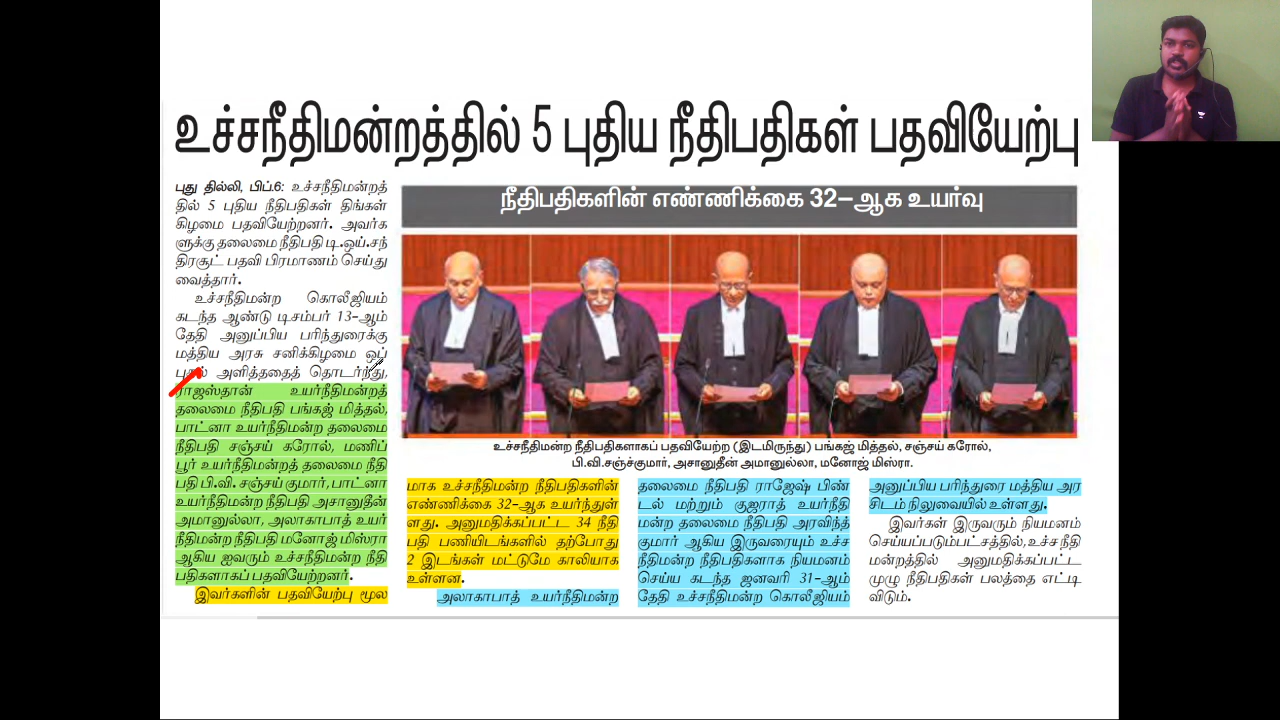 உச்சநீதிமன்றத்தில் 5 புதிய நீதிபதிகள் பதவியேற்பு
புது தில்லி, பிப்.6: உச்சநீதிமன்றத்
தில் 5 புதிய நீதிபதிகள் திங்கள்
கிழமை பதவியேற்றனர். அவர்க
ளுக்கு தலைமை நீதிபதி டி.ஒய்.சந்
திரசூட் பதவி பிரமாணம் செய்து
வைத்தார்.
உச்சநீதிமன்ற கொலீஜியம்
கடந்த ஆண்டு டிசம்பர் 13-ஆம்
தேதி அனுப்பிய பரிந்துரைக்கு
மத்திய அரசு சனிக்கிழமை ஒப்
புதல் அளித்ததைத் தொடர்ந்து,
ராஜஸ்தான் உயர்நீதிமன்றத்
தலைமை நீதிபதி பங்கஜ் மித்தல்,
பாட்னா உயர்நீதிமன்ற தலைமை
நீதிபதி சஞ்சய் கரோல், மணிப்
பூர் உயர்நீதிமன்றத் தலைமை நீதி
பதி பி.வி. சஞ்சய் குமார், பாட்னா
உயர்நீதிமன்ற நீதிபதி அசானுதீன்
அமானுல்லா, அலாகாபாத் உயர்
நீதிமன்ற நீதிபதி மனோஜ் மிஸ்ரா
ஆகிய ஐவரும் உச்சநீதிமன்ற நீதி
பதிகளாகப் பதவியேற்றனர்.
இவர்களின் பதவியேற்பு மூல
நீதிபதிகளின் எண்ணிக்கை 32-ஆக உயர்வு
உச்சநீதிமன்ற நீதிபதிகளாகப் பதவியேற்ற (இடமிருந்து) பங்கஜ் மித்தல், சஞ்சய் கரோல்,
பி.வி.சஞ்ச்குமார், அசானுதீன் அமானுல்லா, மனோஜ் மிஸ்ரா.
மாக உச்சநீதிமன்ற நீதிபதிகளின்
எண்ணிக்கை 32-ஆக உயர்ந்துள்
ளது. அனுமதிக்கப்பட்ட 34 நீதி
பதி பணியிடங்களில் தற்போது
2 இடங்கள் மட்டுமே காலியாக
உள்ளன.
அலாகாபாத் உயர்நீதிமன்ற
தலைமை நீதிபதி ராஜேஷ் பிண்
டல் மற்றும் குஜராத் உயர்நீதி
மன்ற தலைமை நீதிபதி அரவிந்த்
குமார் ஆகிய இருவரையும் உச்ச
நீதிமன்ற நீதிபதிகளாக நியமனம்
செய்ய கடந்த ஜனவரி 31-ஆம்
தேதி உச்சநீதிமன்ற கொலீஜியம்
அனுப்பிய பரிந்துரை மத்திய அர
சிடம் நிலுவையில் உள்ளது.
இவர்கள் இருவரும் நியமனம்
செய்யப்படும்பட்சத்தில், உச்ச நீதி
மன்றத்தில் அனுமதிக்கப்பட்ட
முழு நீதிபதிகள் பலத்தை எட்டி
விடும்.